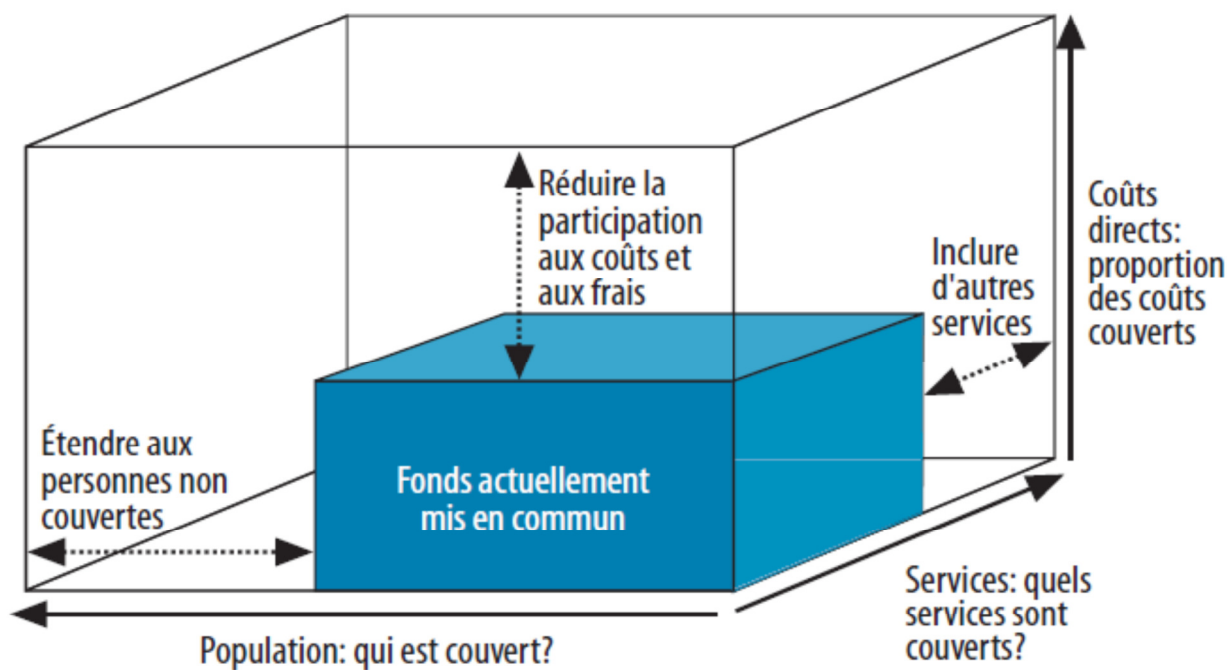 Réduire la
participation
aux coûts et
aux frais
Inclure
d'autres
services
Coûts
directs:
proportion
des coûts
couverts
Étendre aux
personnes non
couvertes
Fonds actuellement
mis en commun
Services: quels
services sont
couverts?
Population: qui est couvert?